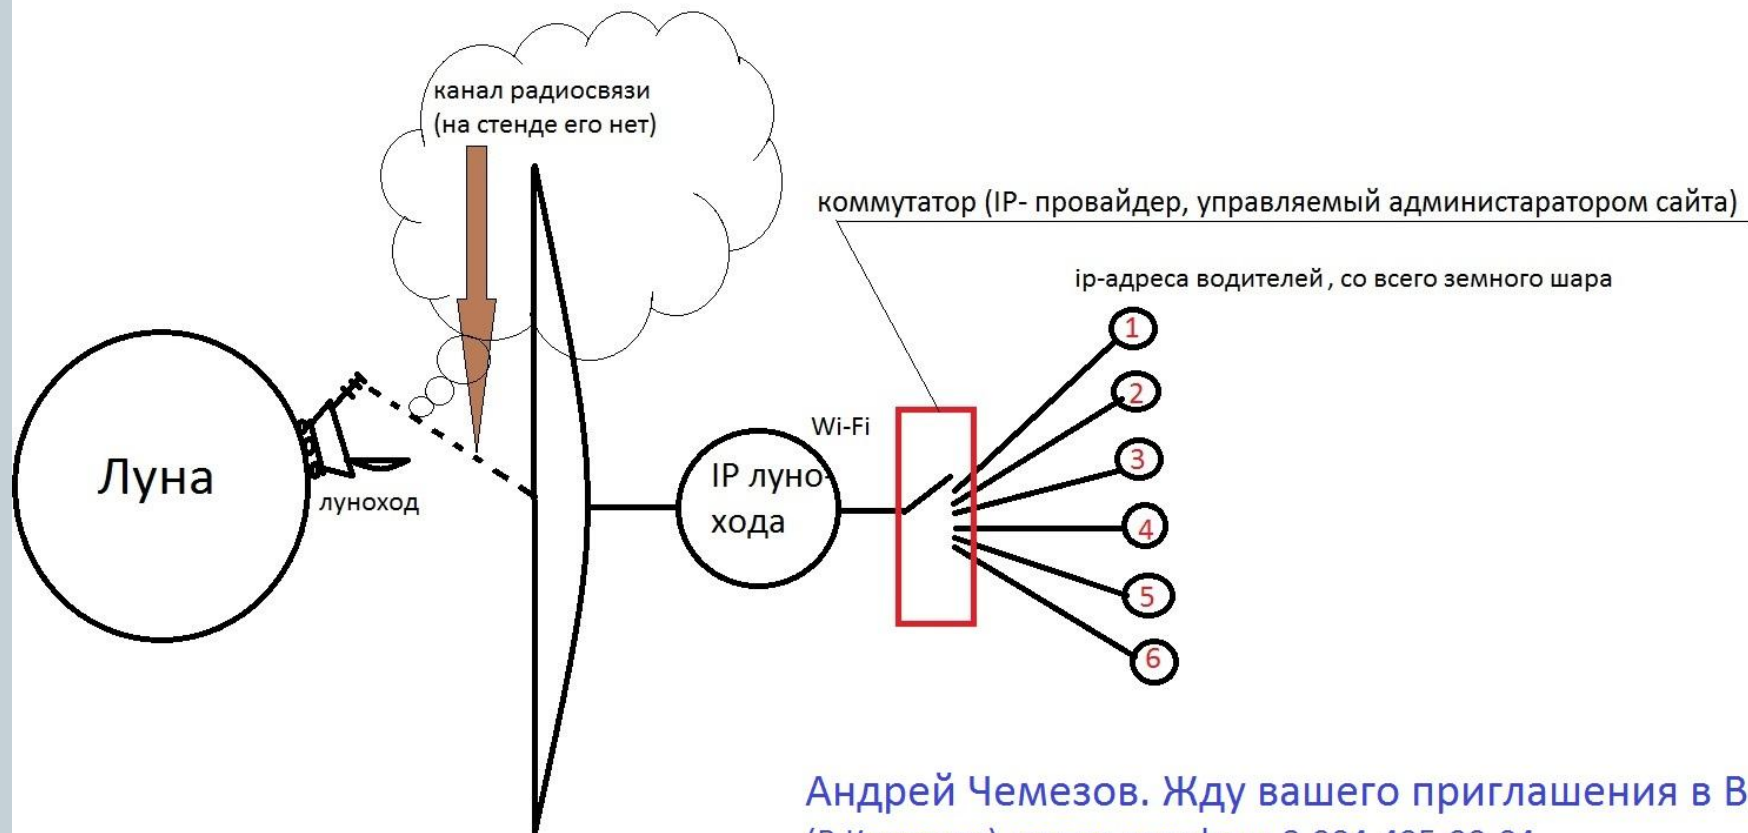 канал радиосвязи
(на стенде его нет)
коммутатор (IP- провайдер, управляемый администаратором сайта)
ip-адреса водителей, со всего земного шара
1
2
3
4
5
6
Wi-Fi
IP луно-
хода
Луна
луноход
Андрей Чемезов. Жду вашего приглашения в В